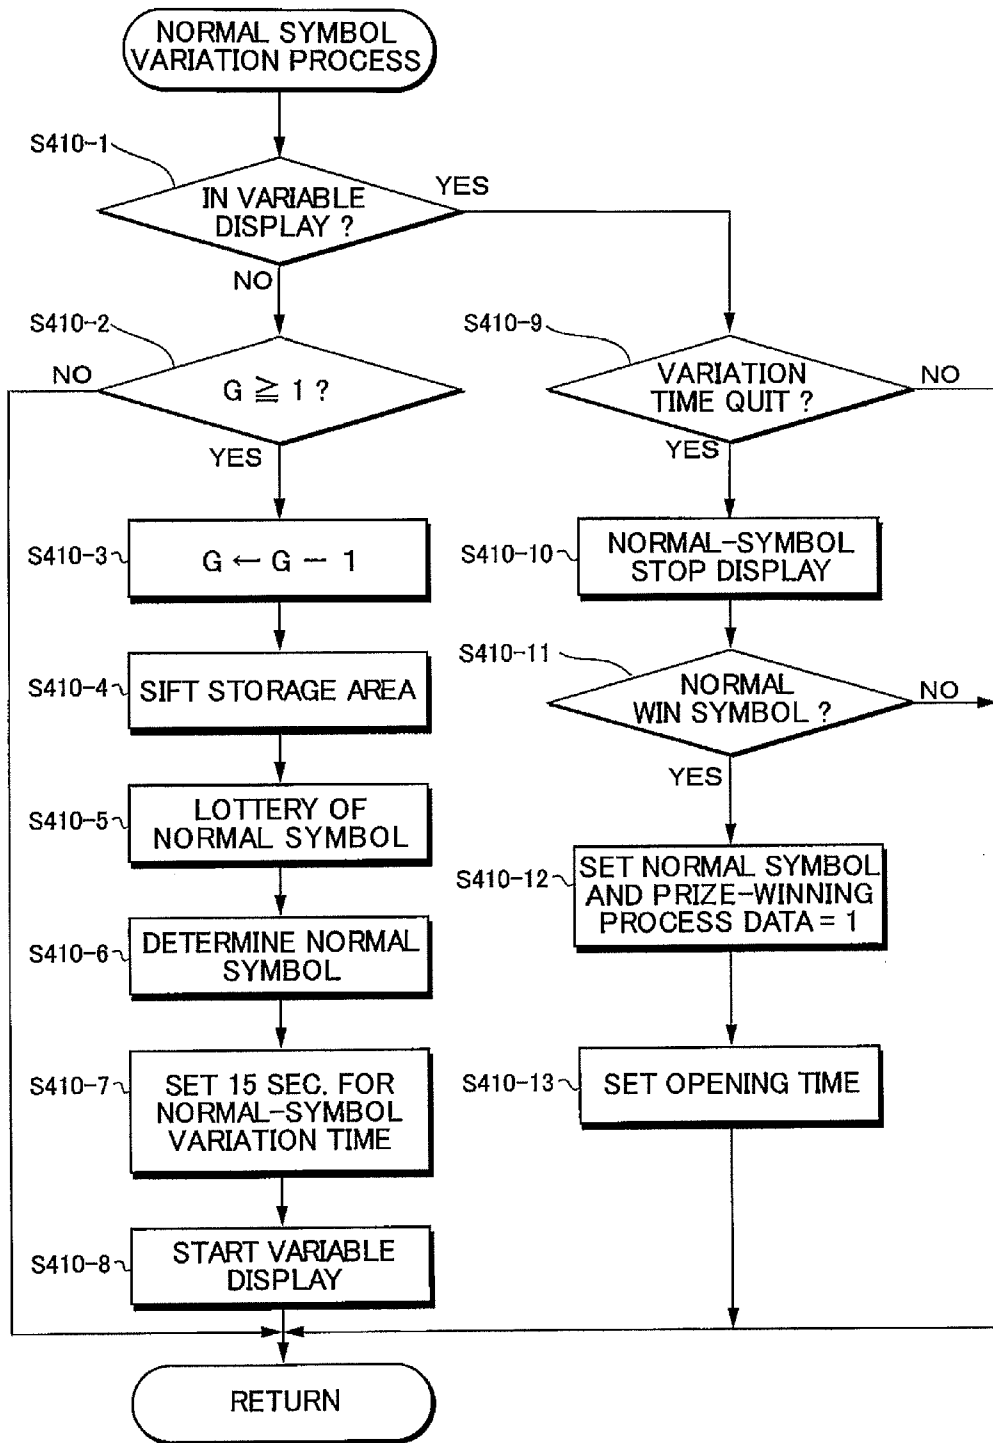 NORMAL SYMBOL
VARIATION PROCESS
S410-1
IN VARIABLE
DISPLAY ?
YES
NO
S410-2
G ≧ 1 ?
NO
YES
S410-3
G ← G − 1
S410-4
SIFT STORAGE AREA
S410-5
LOTTERY OF
NORMAL SYMBOL
S410-6
DETERMINE NORMAL
SYMBOL
S410-7
SET 15 SEC. FOR
NORMAL-SYMBOL
VARIATION TIME
S410-8
START VARIABLE
DISPLAY
S410-9
VARIATION
TIME QUIT ?
NO
YES
S410-10
NORMAL-SYMBOL
STOP DISPLAY
S410-11
NORMAL
WIN SYMBOL ?
NO
YES
S410-12
SET NORMAL SYMBOL
AND PRIZE-WINNING
PROCESS DATA = 1
S410-13
SET OPENING TIME
RETURN